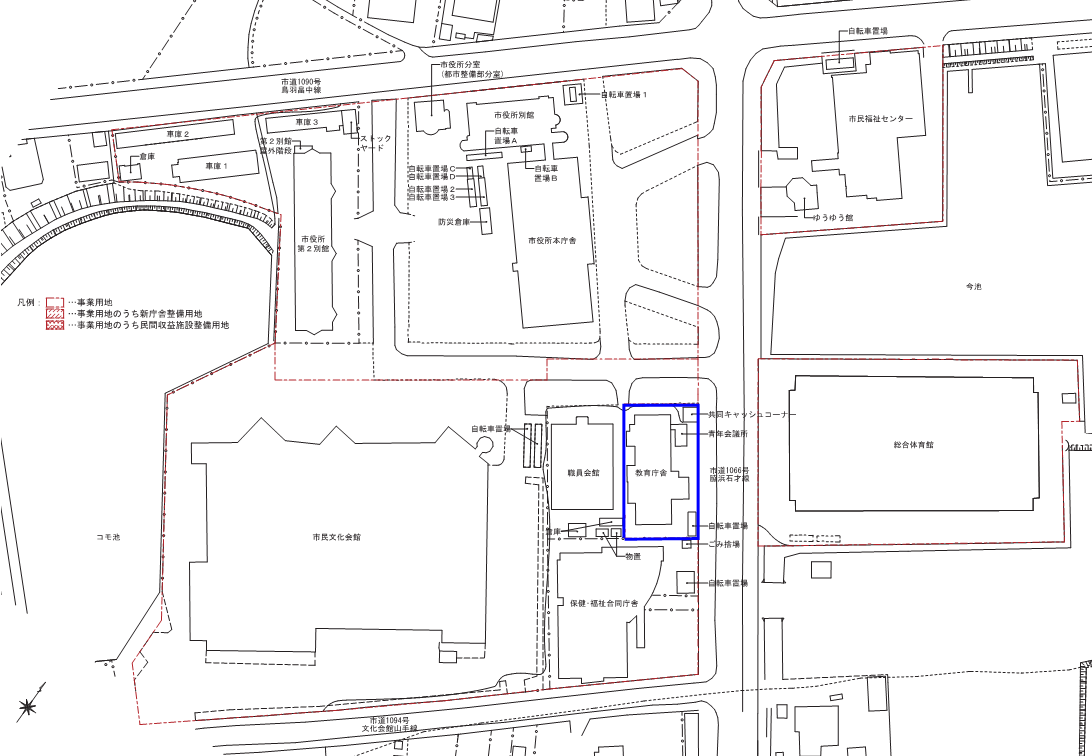 自転車置場
市役所分室
(都市整備部分室)
市道1090号
鳥羽畠中線
自転車置場1
市役所別館
市民福祉センター
車庫3
車庫2
ストック
ヤード
自転車
置場A
第2別館
屋外階段
倉庫
車庫1
自転車置場C
自転車置場D
自転車
置場B
自転車置場2
自転車置場3
防災倉庫
ゆうゆう館
市役所
第2別館
市役所本庁舎
今池
凡例:
…事業用地
…事業用地のうち新庁舎整備用地
…事業用地のうち民間収益施設整備用地
共同キャッシュコーナー
自転車置場
青年会議所
総合体育館
職員会館
教育庁舎
市道1066号
脇浜石才線
自転車置場
倉庫
コモ池
市民文化会館
ごみ捨場
物置
自転車置場
保健・福祉合同庁舎
市道1094号
文化会館山手線